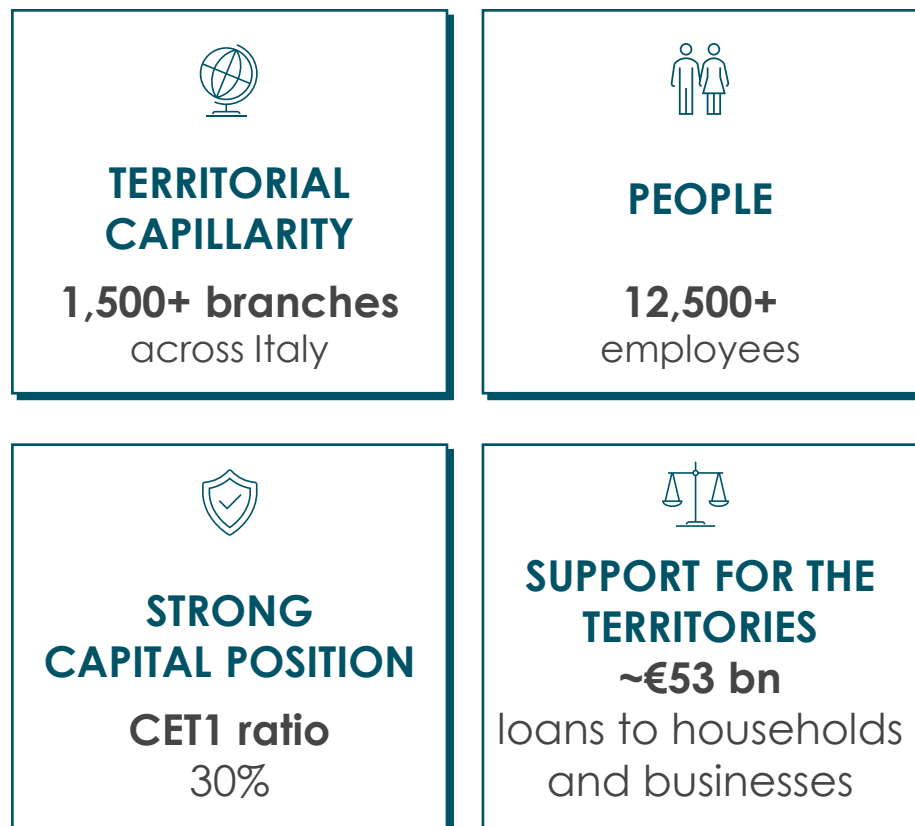 TERRITORIAL
CAPILLARITY
1,500+ branches
across Italy
PEOPLE
12,500+
employees
STRONG
CAPITAL POSITION
CET1 ratio
30%
SUPPORT FOR THE
TERRITORIES
~€53 bn
loans to households
and businesses